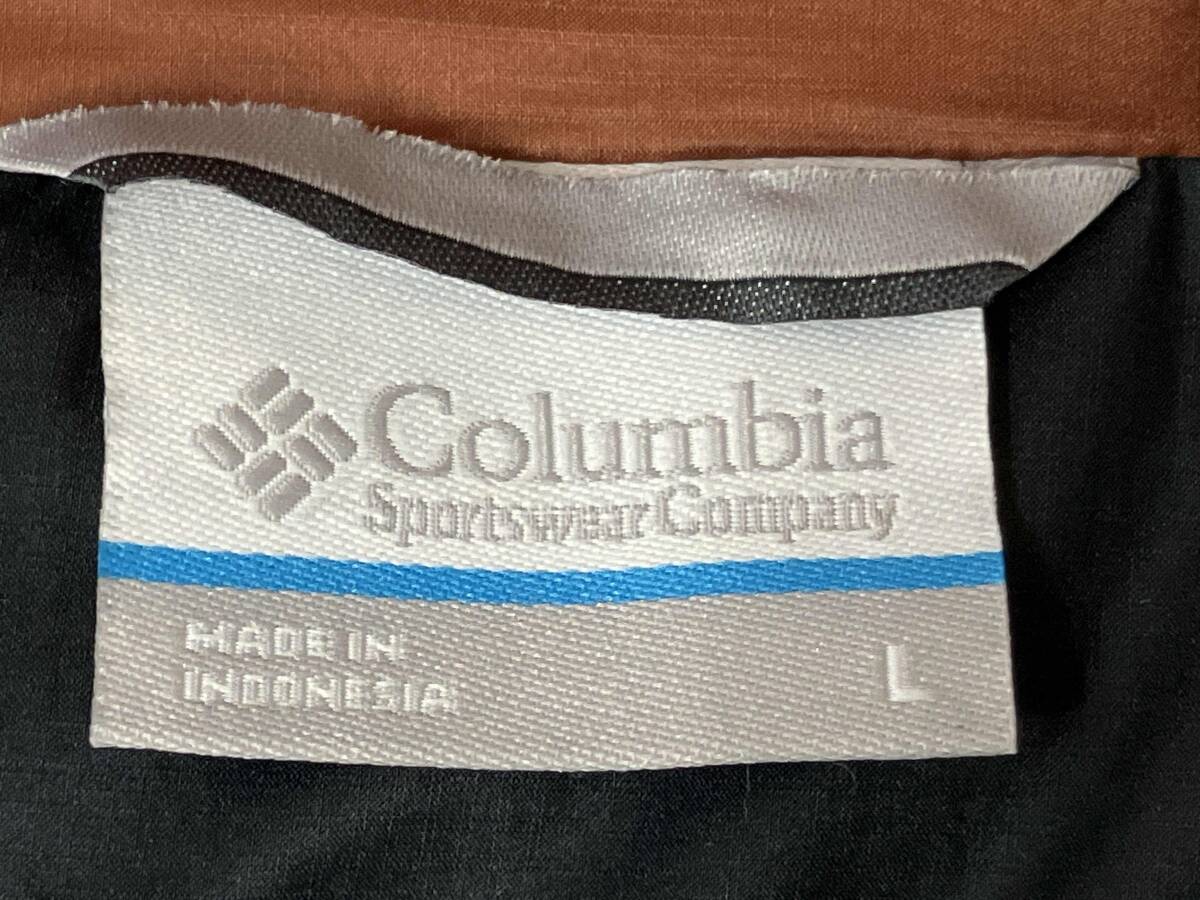 Columbia
Sportswear Company
MADE IN
INDONESIA
L